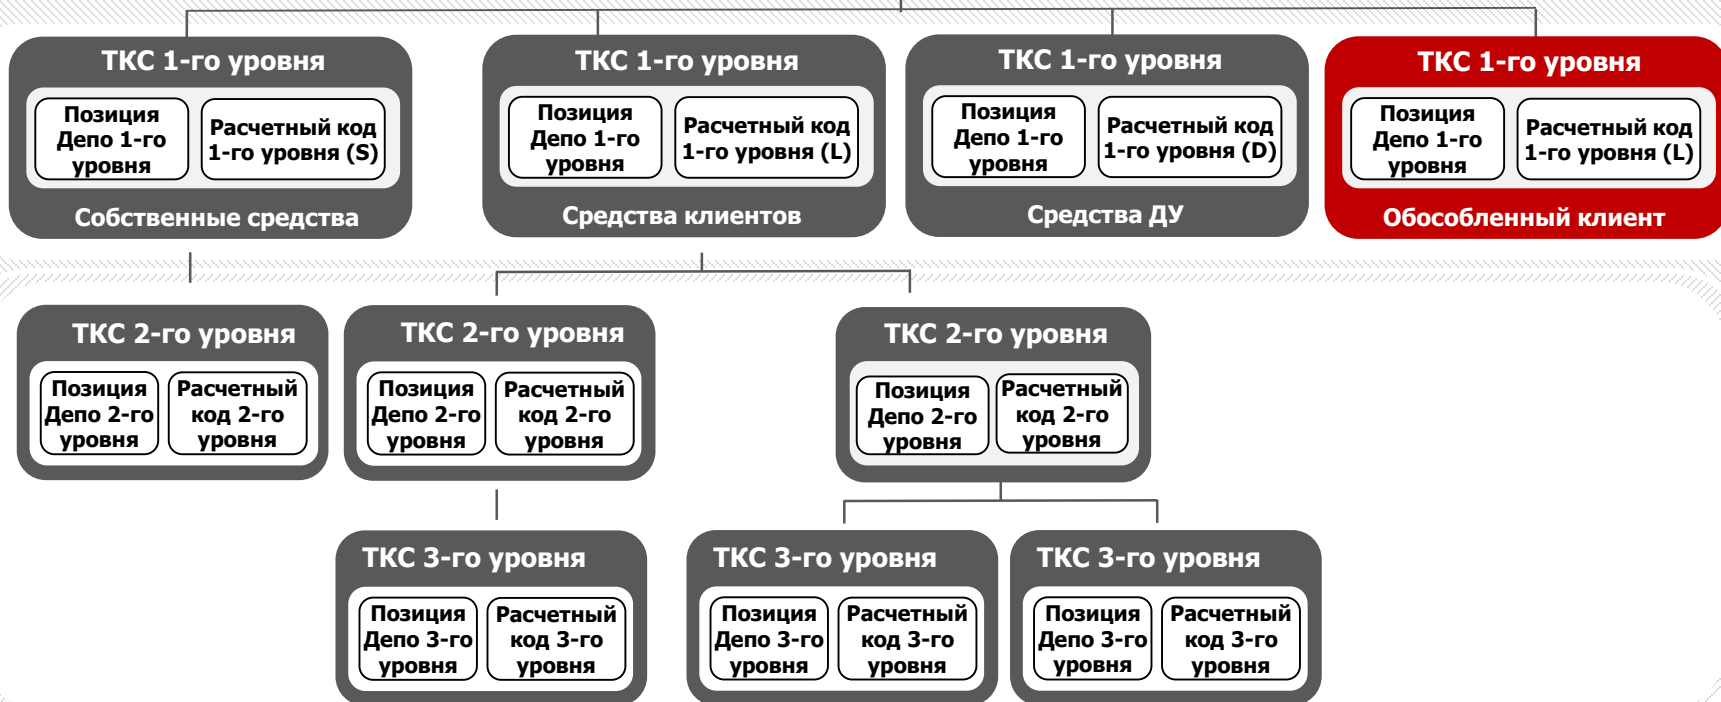 ТКС 1-го уровня
Позиция
Депо 1-го
уровня
Расчетный код
1-го уровня (S)
Собственные средства
ТКС 1-го уровня
Позиция
Депо 1-го
уровня
Расчетный код
1-го уровня (L)
Средства клиентов
ТКС 1-го уровня
Позиция
Депо 1-го
уровня
Расчетный код
1-го уровня (D)
Средства ДУ
ТКС 1-го уровня
Позиция
Депо 1-го
уровня
Расчетный код
1-го уровня (L)
Обособленный клиент
ТКС 2-го уровня
Позиция
Депо 2-го
уровня
Расчетный
код 2-го
уровня
ТКС 2-го уровня
Позиция
Депо 2-го
уровня
Расчетный
код 2-го
уровня
ТКС 2-го уровня
Позиция
Депо 2-го
уровня
Расчетный
код 2-го
уровня
ТКС 3-го уровня
Позиция
Депо 3-го
уровня
Расчетный
код 3-го
уровня
ТКС 3-го уровня
Позиция
Депо 3-го
уровня
Расчетный
код 3-го
уровня
ТКС 3-го уровня
Позиция
Депо 3-го
уровня
Расчетный
код 3-го
уровня